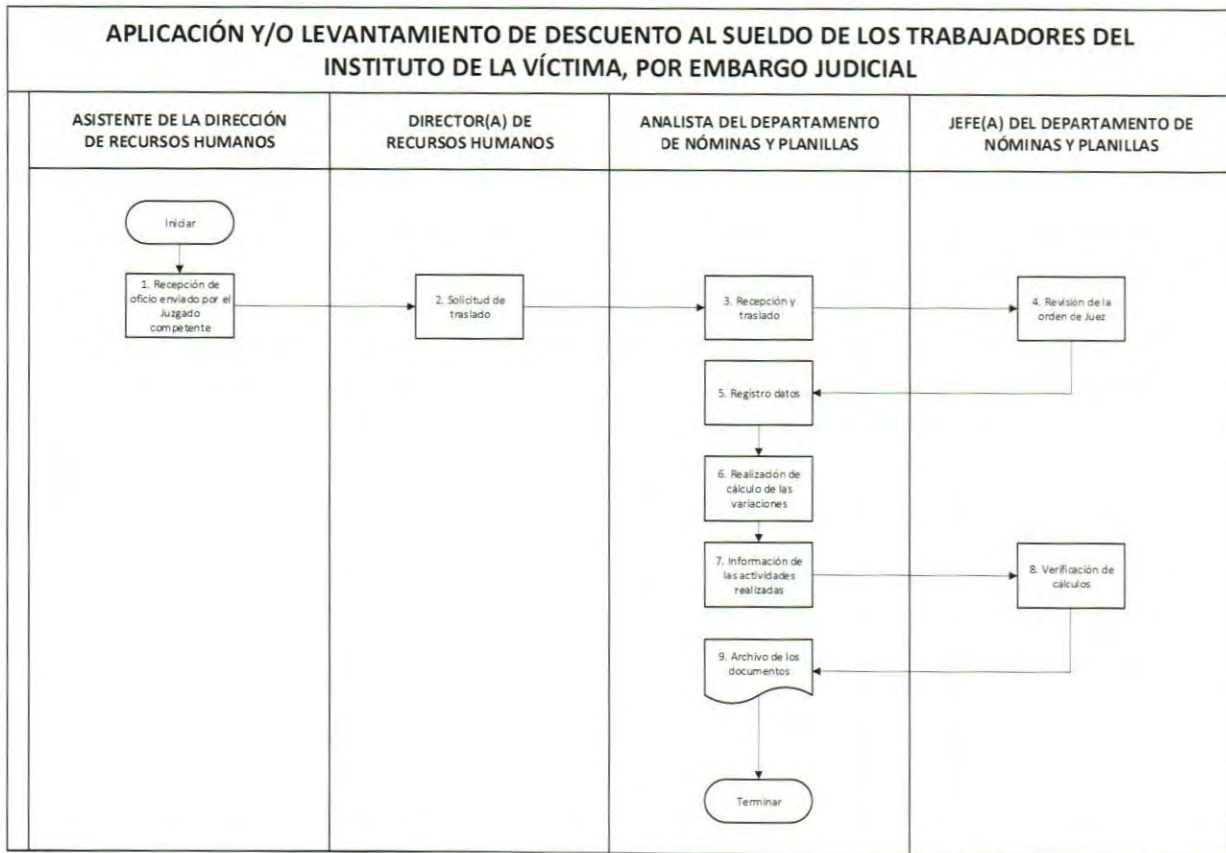 APLICACIÓN Y/O LEVANTAMIENTO DE DESCUENTO AL SUELDO DE LOS TRABAJADORES DEL
INSTITUTO DE LA VÍCTIMA, POR EMBARGO JUDICIAL
ASISTENTE DE LA DIRECCIÓN
DE RECURSOS HUMANOS
DIRECTOR(A) DE
RECURSOS HUMANOS
ANALISTA DEL DEPARTAMENTO
DE NÓMINAS Y PLANILLAS
JEFE(A) DEL DEPARTAMENTO DE
NÓMINAS Y PLANILLAS
Iniciar
1. Recepción de
oficio enviado por el
Juzgado
competente
2. Solicitud de
traslado
3. Recepción y
traslado
4. Revisión de la
orden de Juez
5. Registro datos
6. Realización de
cálculo de las
variaciones
7. Información de
las actividades
realizadas
8. Verificación de
cálculos
9. Archivo de los
documentos
Terminar